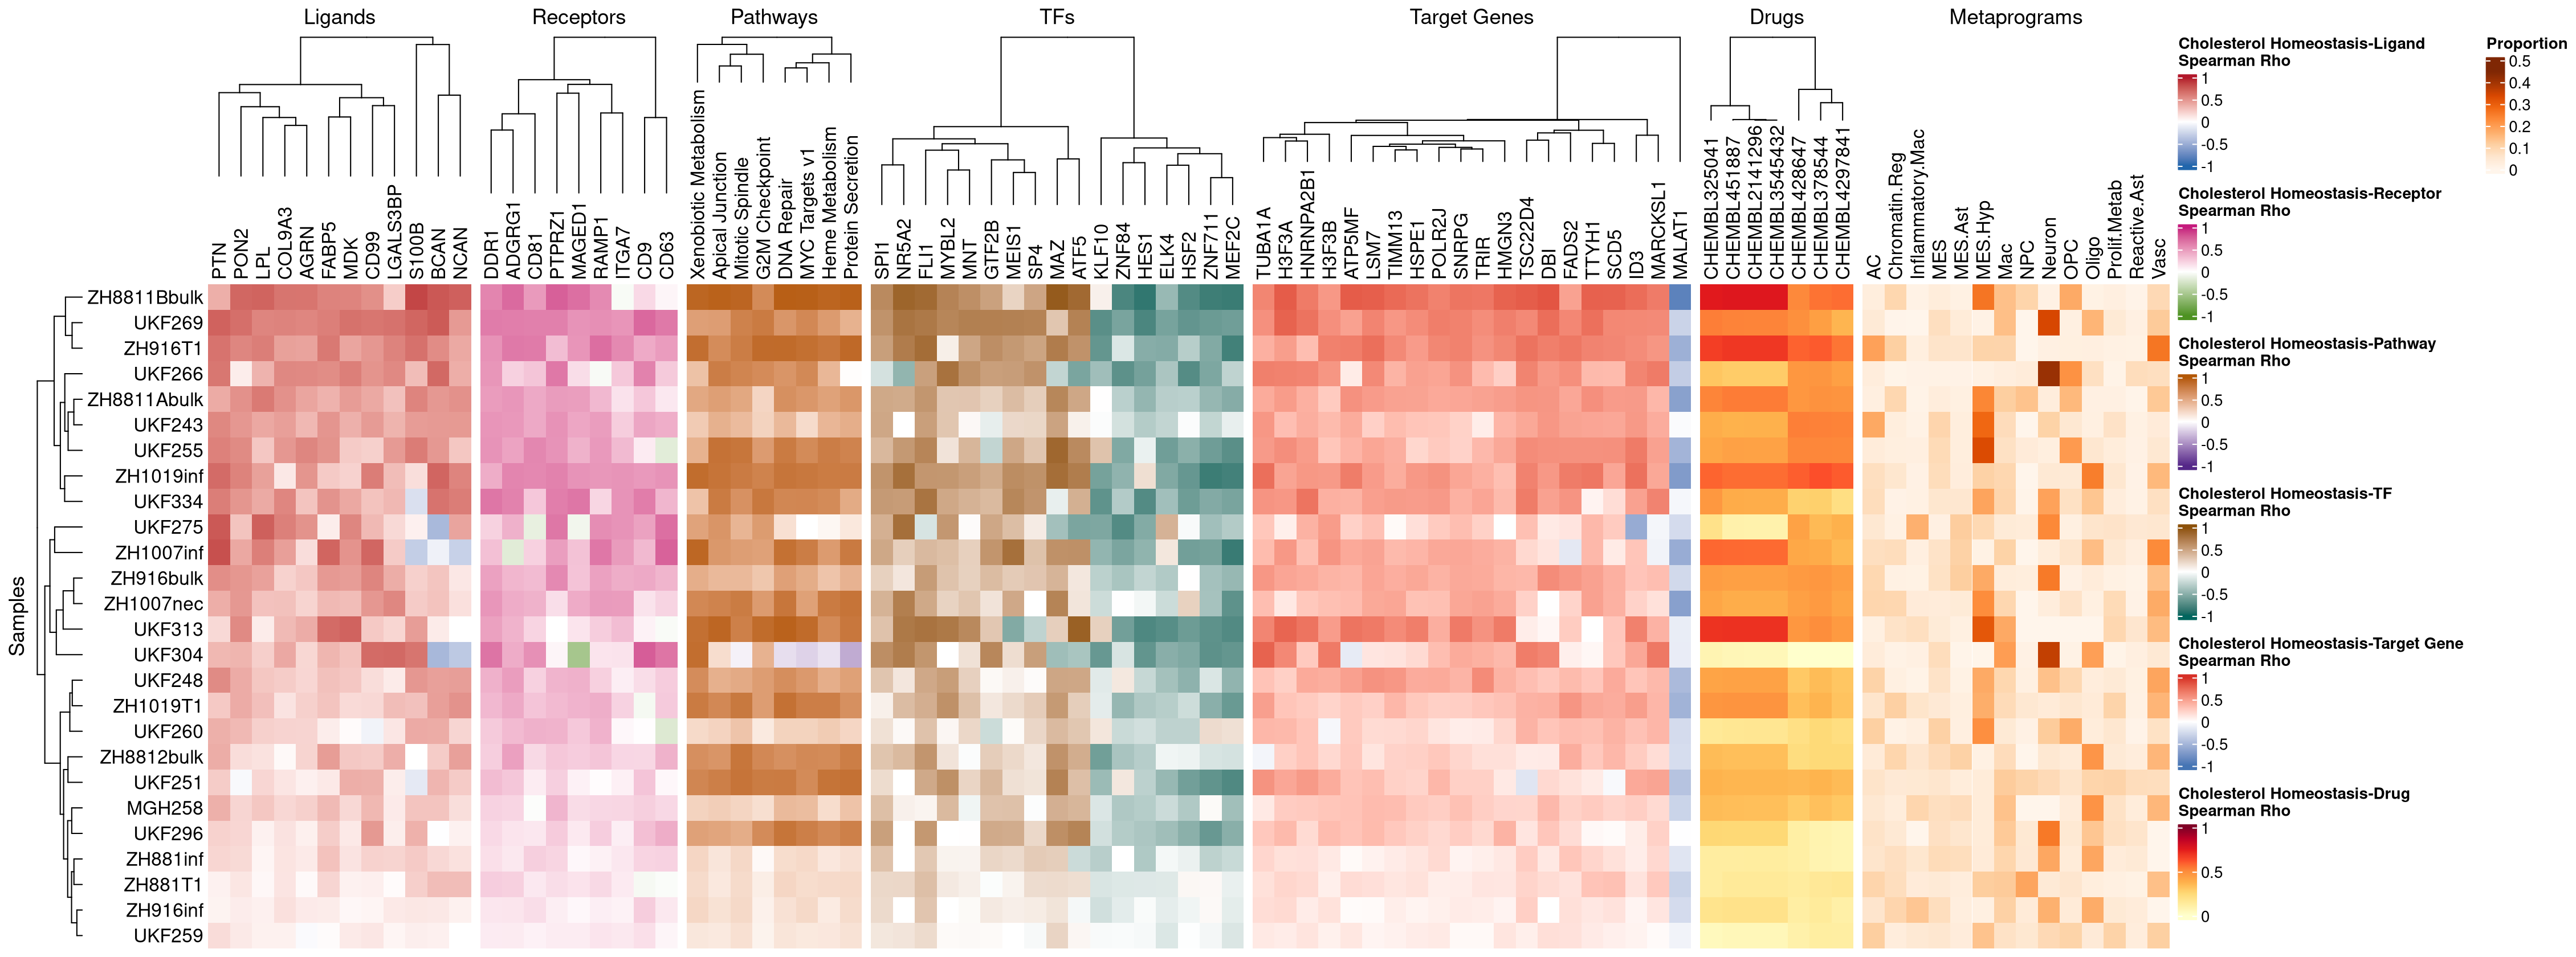 Ligands
Receptors
Pathways
TFs
Target Genes
Drugs
Metaprograms
PTN
PON2
LPL
COL9A3
AGRN
FABP5
MDK
CD99
LGALS3BP
S100B
BCAN
NCAN
DDR1
ADGRG1
CD81
PTPRZ1
MAGED1
RAMP1
ITGA7
CD9
CD63
Xenobiotic Metabolism
Apical Junction
Mitotic Spindle
G2M Checkpoint
DNA Repair
MYC Targets v1
Heme Metabolism
Protein Secretion
SPI1
NR5A2
FLI1
MYBL2
MNT
GTF2B
MEIS1
SP4
MAZ
ATF5
KLF10
ZNF84
HES1
ELK4
HSF2
ZNF711
MEF2C
TUBA1A
H3F3A
HNRNPA2B1
H3F3B
ATP5MF
LSM7
TIMM13
HSPE1
POLR2J
SNRPG
TRIR
HMGN3
TSC22D4
DBI
FADS2
TTYH1
SCD5
ID3
MARCKSL1
MALAT1
CHEMBL325041
CHEMBL451887
CHEMBL2141296
CHEMBL3545432
CHEMBL428647
CHEMBL378544
CHEMBL4297841
AC
Chromatin.Reg
Inflammatory.Mac
MES
MES.Ast
MES.Hyp
Mac
NPC
Neuron
OPC
Oligo
Prolif.Metab
Reactive.Ast
Vasc
Samples
ZH8811Bbulk
UKF269
ZH916T1
UKF266
ZH8811Abulk
UKF243
UKF255
ZH1019inf
UKF334
UKF275
ZH1007inf
ZH916bulk
ZH1007nec
UKF313
UKF304
UKF248
ZH1019T1
UKF260
ZH8812bulk
UKF251
MGH258
UKF296
ZH881inf
ZH881T1
ZH916inf
UKF259
Cholesterol Homeostasis-Ligand
Spearman Rho
1
0.5
0
-0.5
-1
Cholesterol Homeostasis-Receptor
Spearman Rho
1
0.5
0
-0.5
-1
Cholesterol Homeostasis-Pathway
Spearman Rho
1
0.5
0
-0.5
-1
Cholesterol Homeostasis-TF
Spearman Rho
1
0.5
0
-0.5
-1
Cholesterol Homeostasis-Target Gene
Spearman Rho
1
0.5
0
-0.5
-1
Cholesterol Homeostasis-Drug
Spearman Rho
1
0.5
0
Proportion
0.5
0.4
0.3
0.2
0.1
0